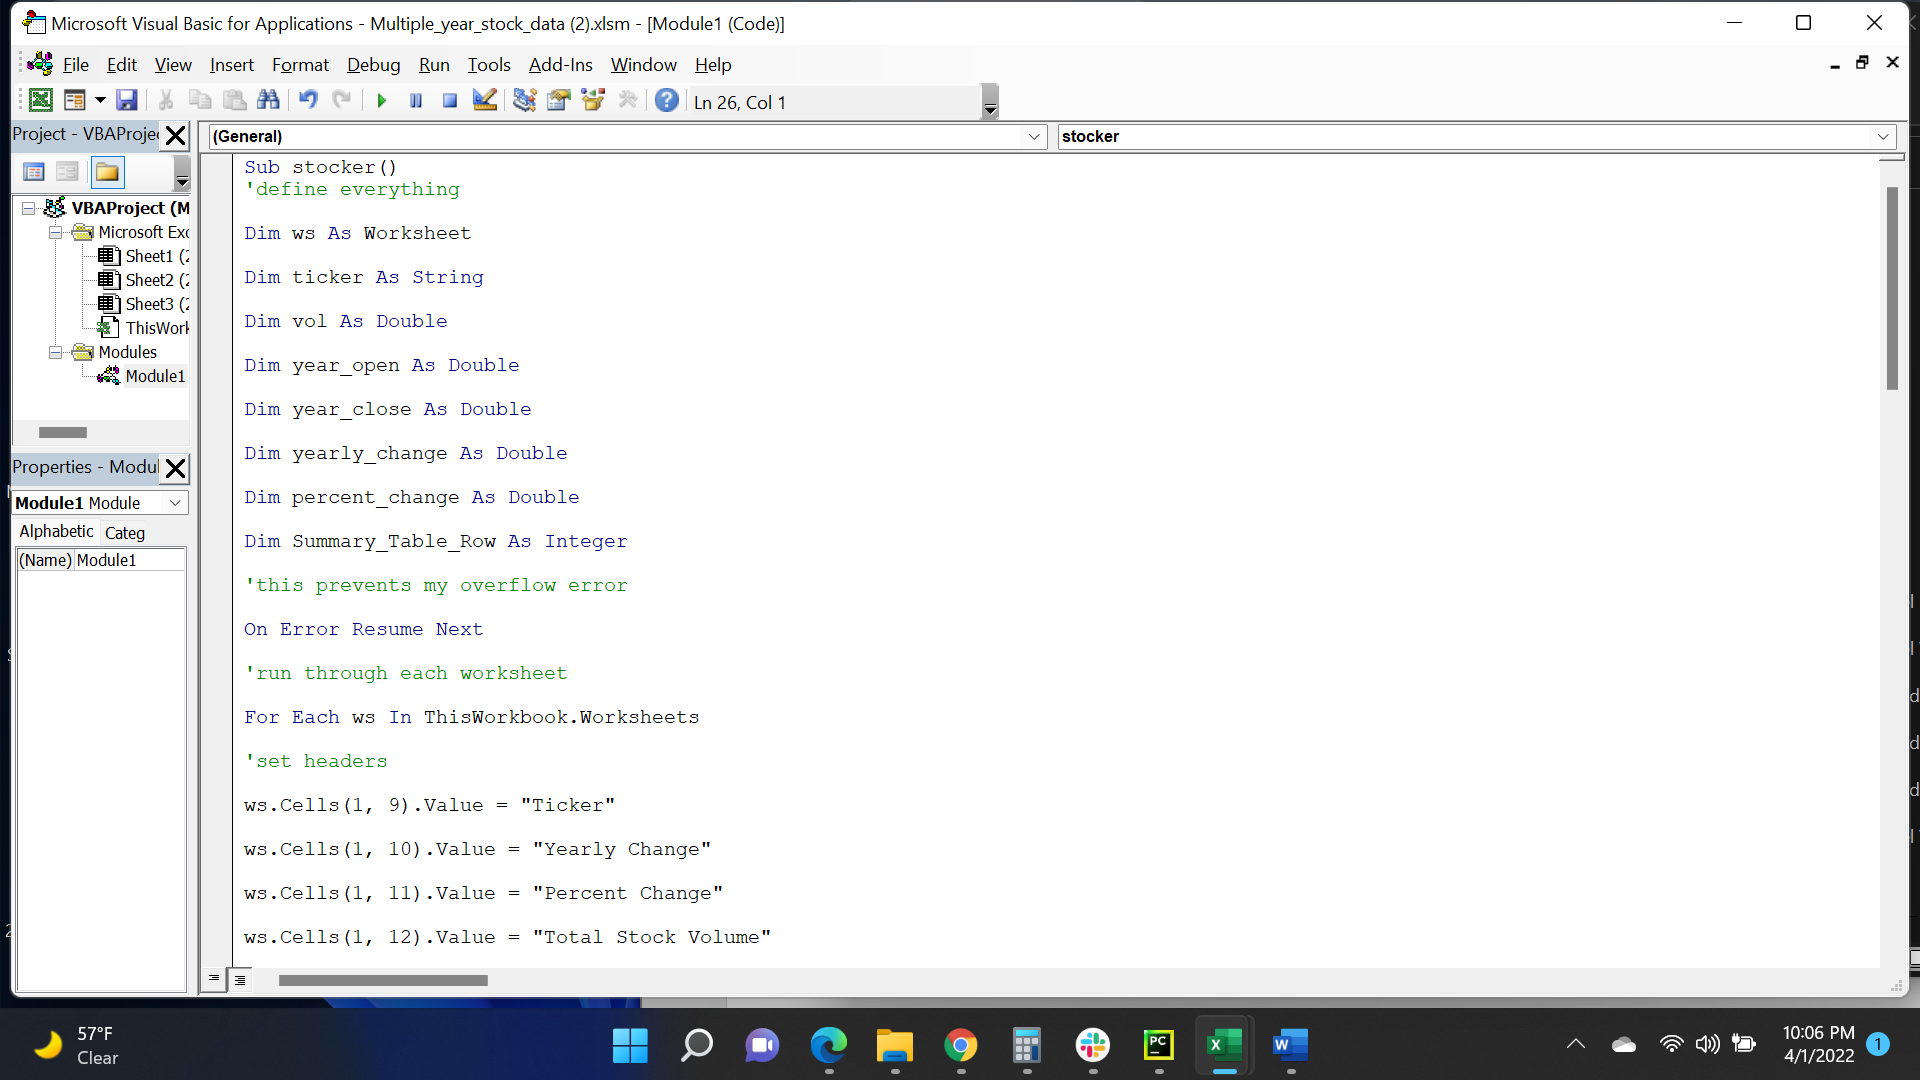 Microsoft Visual Basic for Applications - Multiple_year_stock_data (2).xlsm - [Module1 (Code)]
File Edit View Insert Format Debug Run Tools Add-Ins Window Help
Ln 26, Col 1
Project - VBAProje
(General)
stocker
VBAProject (M
Microsoft Exc
Sheet1 (2
Sheet2 (2
Sheet3 (2
ThisWork
Modules
Module1
Properties - Modul
Module1 Module
Alphabetic Categ
(Name) Module1
Sub stocker()
'define everything
Dim ws As Worksheet
Dim ticker As String
Dim vol As Double
Dim year_open As Double
Dim year_close As Double
Dim yearly_change As Double
Dim percent_change As Double
Dim Summary_Table_Row As Integer
'this prevents my overflow error
On Error Resume Next
'run through each worksheet
For Each ws In ThisWorkbook.Worksheets
'set headers
ws.Cells(1, 9).Value = "Ticker"
ws.Cells(1, 10).Value = "Yearly Change"
ws.Cells(1, 11).Value = "Percent Change"
ws.Cells(1, 12).Value = "Total Stock Volume"
57°F
Clear
PC
X
W
10:06 PM
4/1/2022
1